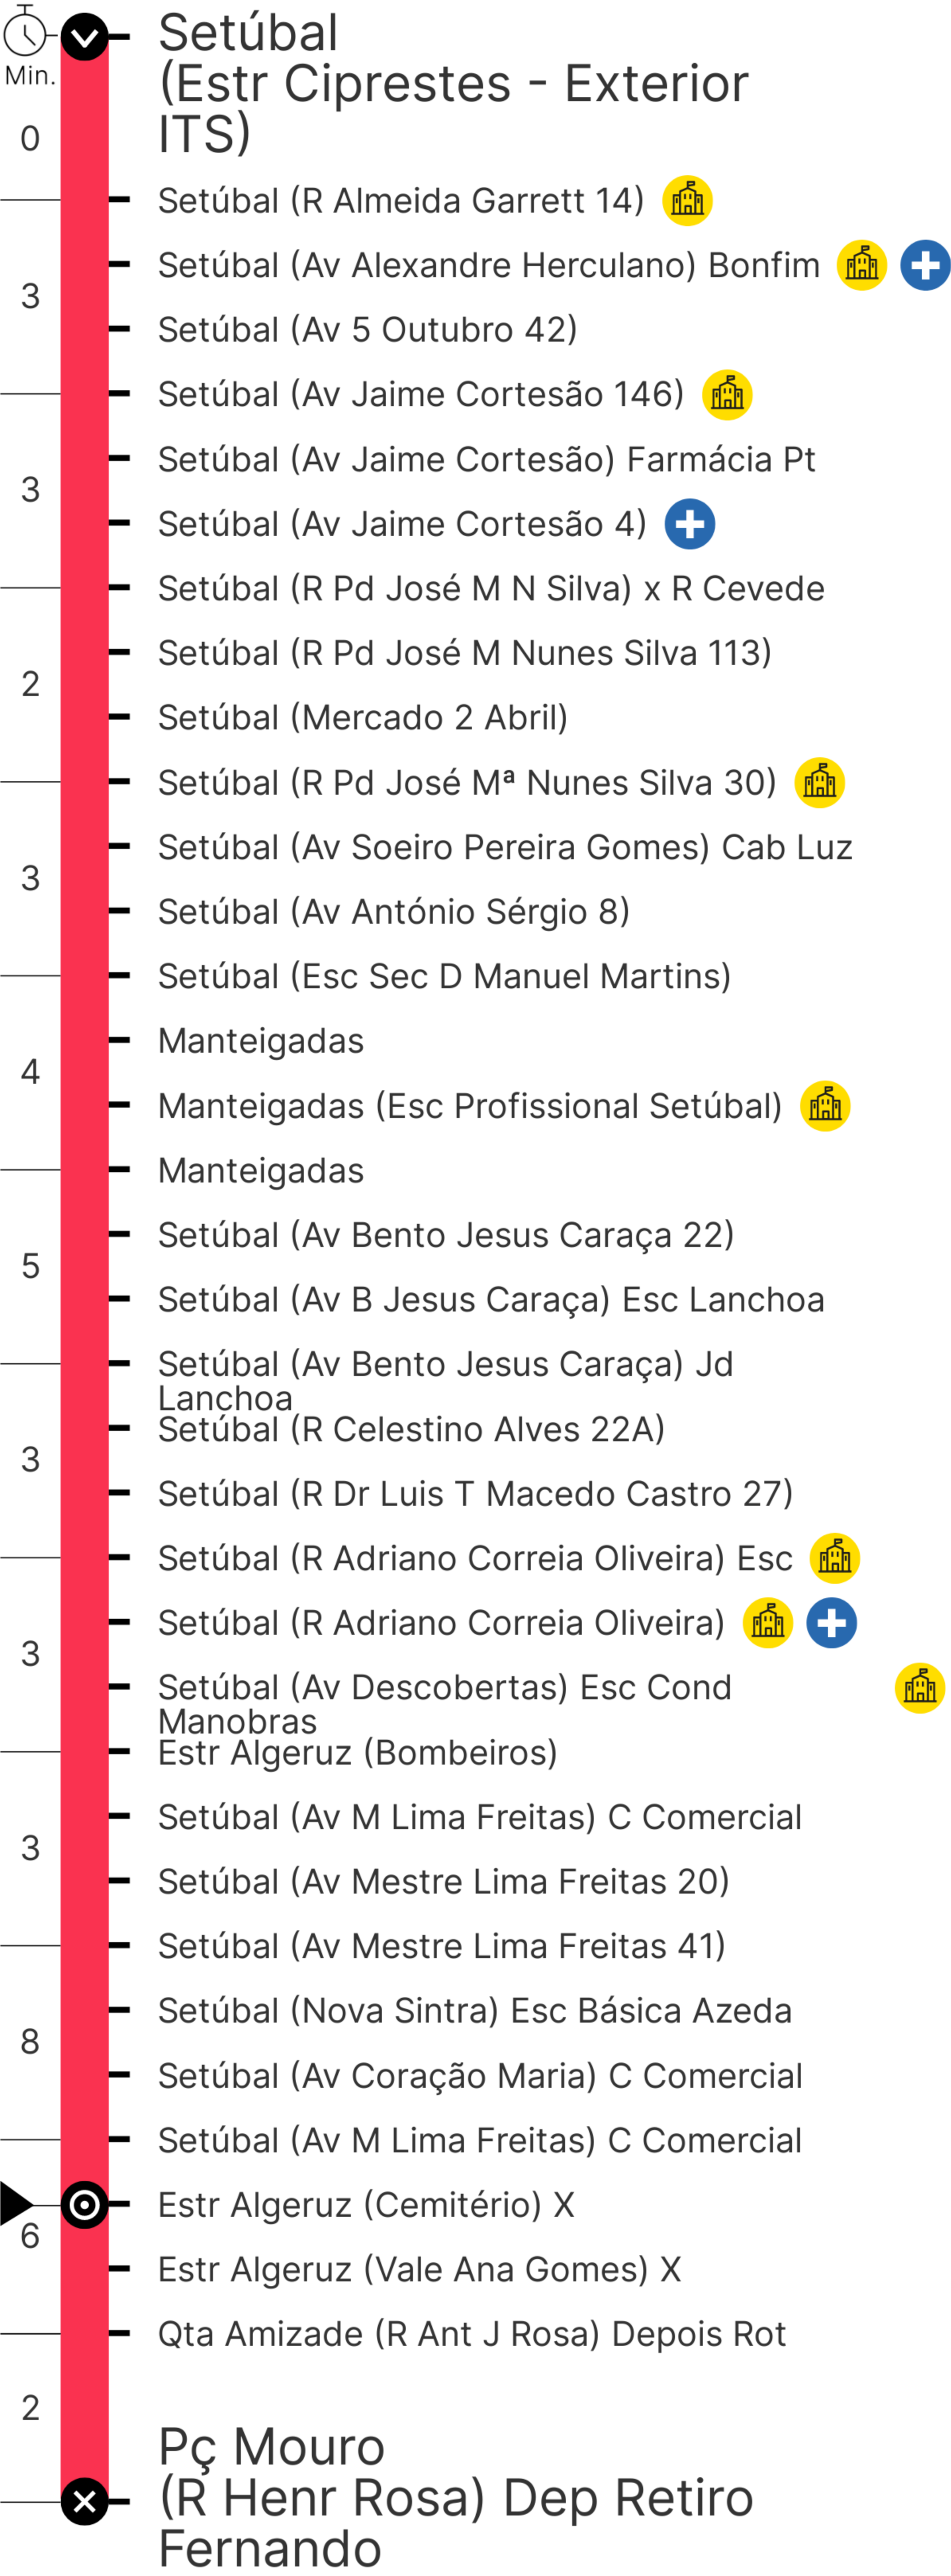 Setúbal
(Estr Ciprestes - Exterior
ITS)
Min.
0
Setúbal (R Almeida Garrett 14)
Setúbal (Av Alexandre Herculano) Bonfim
3
Setúbal (Av 5 Outubro 42)
Setúbal (Av Jaime Cortesão 146)
Setúbal (Av Jaime Cortesão) Farmácia Pt
3
Setúbal (Av Jaime Cortesão 4)
Setúbal (R Pd José M N Silva) x R Cevede
Setúbal (R Pd José M Nunes Silva 113)
2
Setúbal (Mercado 2 Abril)
Setúbal (R Pd José Mª Nunes Silva 30)
Setúbal (Av Soeiro Pereira Gomes) Cab Luz
3
Setúbal (Av António Sérgio 8)
Setúbal (Esc Sec D Manuel Martins)
Manteigadas
4
Manteigadas (Esc Profissional Setúbal)
Manteigadas
Setúbal (Av Bento Jesus Caraça 22)
5
Setúbal (Av B Jesus Caraça) Esc Lanchoa
Setúbal (Av Bento Jesus Caraça) Jd
Lanchoa
Setúbal (R Celestino Alves 22A)
3
Setúbal (R Dr Luis T Macedo Castro 27)
Setúbal (R Adriano Correia Oliveira) Esc
Setúbal (R Adriano Correia Oliveira)
3
Setúbal (Av Descobertas) Esc Cond
Manobras
Estr Algeruz (Bombeiros)
Setúbal (Av M Lima Freitas) C Comercial
3
Setúbal (Av Mestre Lima Freitas 20)
Setúbal (Av Mestre Lima Freitas 41)
Setúbal (Nova Sintra) Esc Básica Azeda
8
Setúbal (Av Coração Maria) C Comercial
Setúbal (Av M Lima Freitas) C Comercial
Estr Algeruz (Cemitério) X
6
Estr Algeruz (Vale Ana Gomes) X
Qta Amizade (R Ant J Rosa) Depois Rot
2
Pç Mouro
(R Henr Rosa) Dep Retiro
Fernando